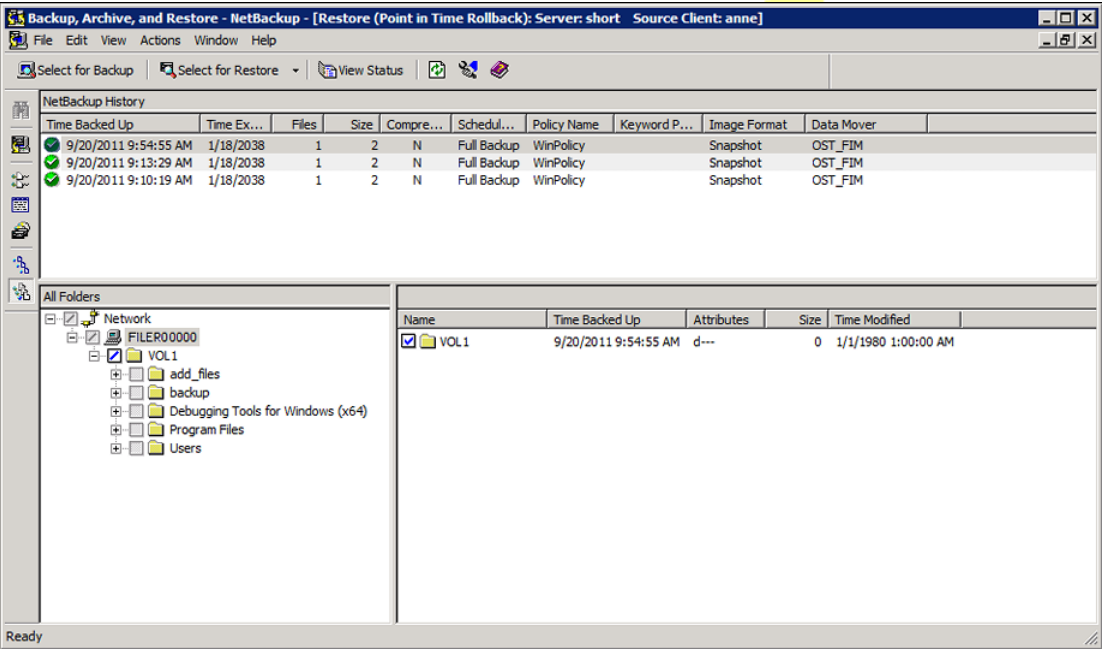 Backup, Archive, and Restore - NetBackup - [Restore (Point in Time Rollback): Server: short Source Client: anne]
File Edit View Actions Window Help
Select for Backup Select for Restore View Status
NetBackup History
Time Backed Up Time Ex... Files Size Compre... Schedul... Policy Name Keyword P... Image Format Data Mover
9/20/2011 9:54:55 AM 1/18/2038 1 2 N Full Backup WinPolicy Snapshot OST_FIM
9/20/2011 9:13:29 AM 1/18/2038 1 2 N Full Backup WinPolicy Snapshot OST_FIM
9/20/2011 9:10:19 AM 1/18/2038 1 2 N Full Backup WinPolicy Snapshot OST_FIM
All Folders
Network
FILER00000
VOL1
add_files
backup
Debugging Tools for Windows (x64)
Program Files
Users
Name Time Backed Up Attributes Size Time Modified
VOL1 9/20/2011 9:54:55 AM d--- 0 1/1/1980 1:00:00 AM
Ready